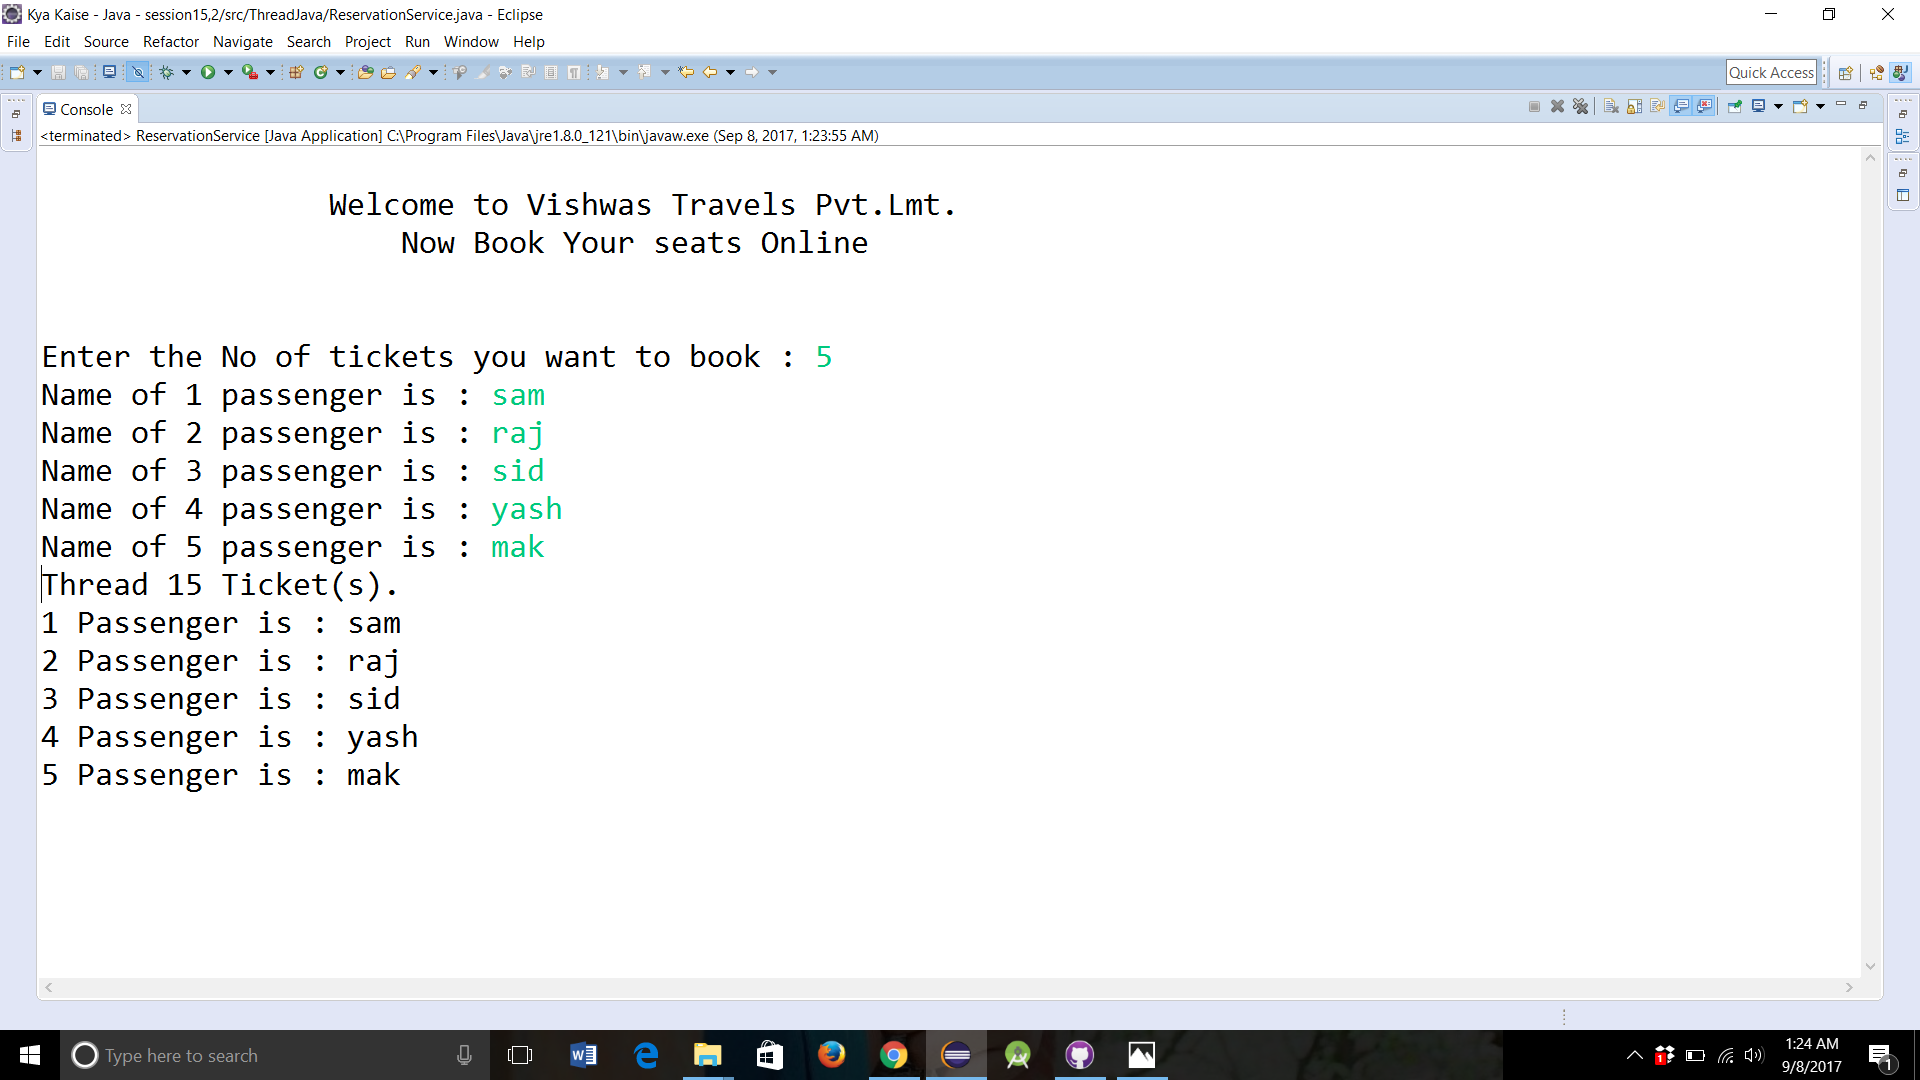 Kya Kaise - Java - session15,2/src/ThreadJava/ReservationService.java - Eclipse
File Edit Source Refactor Navigate Search Project Run Window Help
Quick Access
Console
<terminated> ReservationService [Java Application] C:\Program Files\Java\jre1.8.0_121\bin\javaw.exe (Sep 8, 2017, 1:23:55 AM)
Welcome to Vishwas Travels Pvt.Lmt.
Now Book Your seats Online
Enter the No of tickets you want to book : 5
Name of 1 passenger is : sam
Name of 2 passenger is : raj
Name of 3 passenger is : sid
Name of 4 passenger is : yash
Name of 5 passenger is : mak
Thread 15 Ticket(s).
1 Passenger is : sam
2 Passenger is : raj
3 Passenger is : sid
4 Passenger is : yash
5 Passenger is : mak
Type here to search
1:24 AM
9/8/2017
1
1